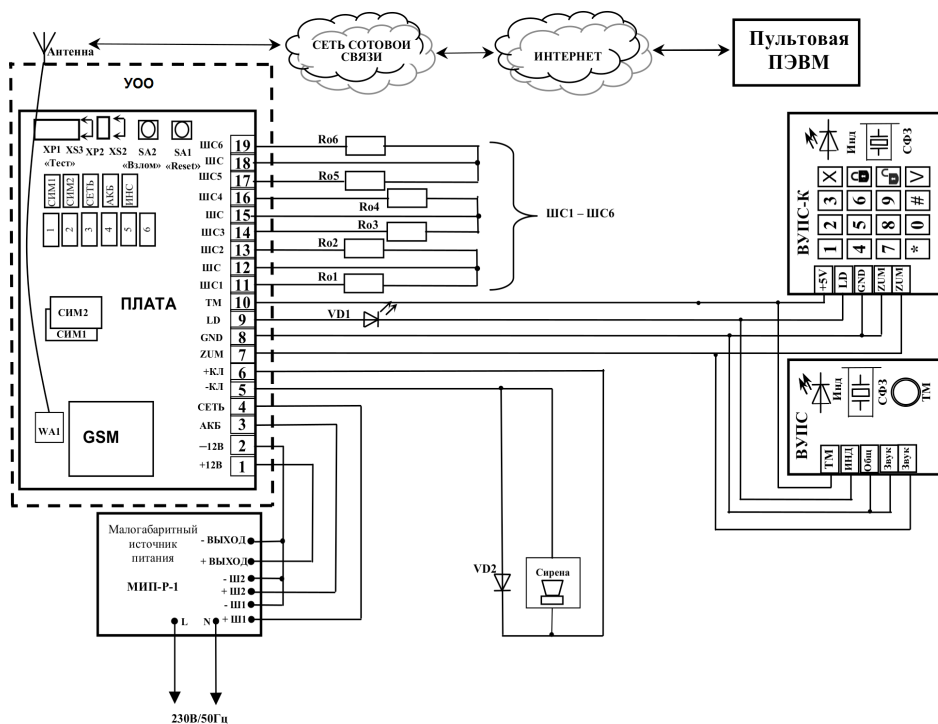 Антенна
СЕТЬ СОТОВОЙ
СВЯЗИ
ИНТЕРНЕТ
Пультовая
ПЭВМ
УОО
XP1 XS3 XP2 XS2 SA2 SA1
«Тест» «Взлом» «Reset»
СИМ1 СИМ2 СЕТЬ АКБ ИНС
1 2 3 4 5 6
ПЛАТА
СИМ2
СИМ1
WA1
GSM
ШС6 19
ШС 18
ШС5 17
ШС4 16
ШС 15
ШС3 14
ШС2 13
ШС 12
ШС1 11
ТМ 10
LD 9
GND 8
ZUM 7
+КЛ 6
-КЛ 5
СЕТЬ 4
АКБ 3
—12В 2
+12В 1
Ro6
Ro5
Ro4
Ro3
Ro2
Ro1
ШС1 – ШС6
VD1
ВУПС-К
Инд
СФЗ
1 2 3 X
4 5 6
7 8 9
* 0 # V
+5V
LD
GND
ZUM
ZUM
ВУПС
Инд
СФЗ
ТМ
ТМ
ИНД
Общ
Звук
Звук
Малогабаритный
источник
питания
МИП-Р-1
- ВЫХОД
+ ВЫХОД
- Ш2
+ Ш2
- Ш1
+ Ш1
L N
230В/50Гц
VD2
Сирена